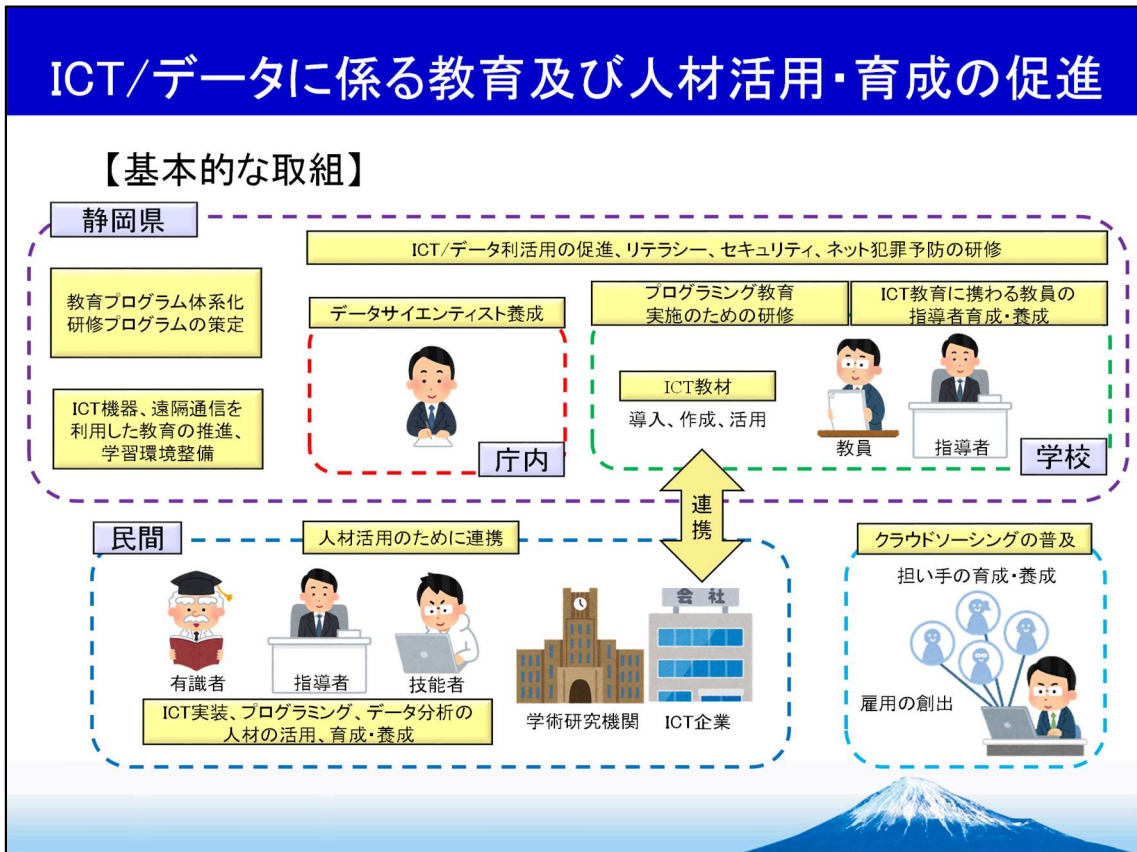 ICT/データに係る教育及び人材活用・育成の促進
【基本的な取組】
静岡県
ICT/データ利活用の促進、リテラシー、セキュリティ、ネット犯罪予防の研修
教育プログラム体系化
研修プログラムの策定
ICT機器、遠隔通信を
利用した教育の推進、
学習環境整備
データサイエンティスト養成
庁内
プログラミング教育
実施のための研修
ICT教育に携わる教員の
指導者育成・養成
ICT教材
導入、作成、活用
教員
指導者
学校
連携
民間
人材活用のために連携
有識者
指導者
技能者
ICT実装、プログラミング、データ分析の
人材の活用、育成・養成
学術研究機関
会社
ICT企業
クラウドソーシングの普及
担い手の育成・養成
雇用の創出